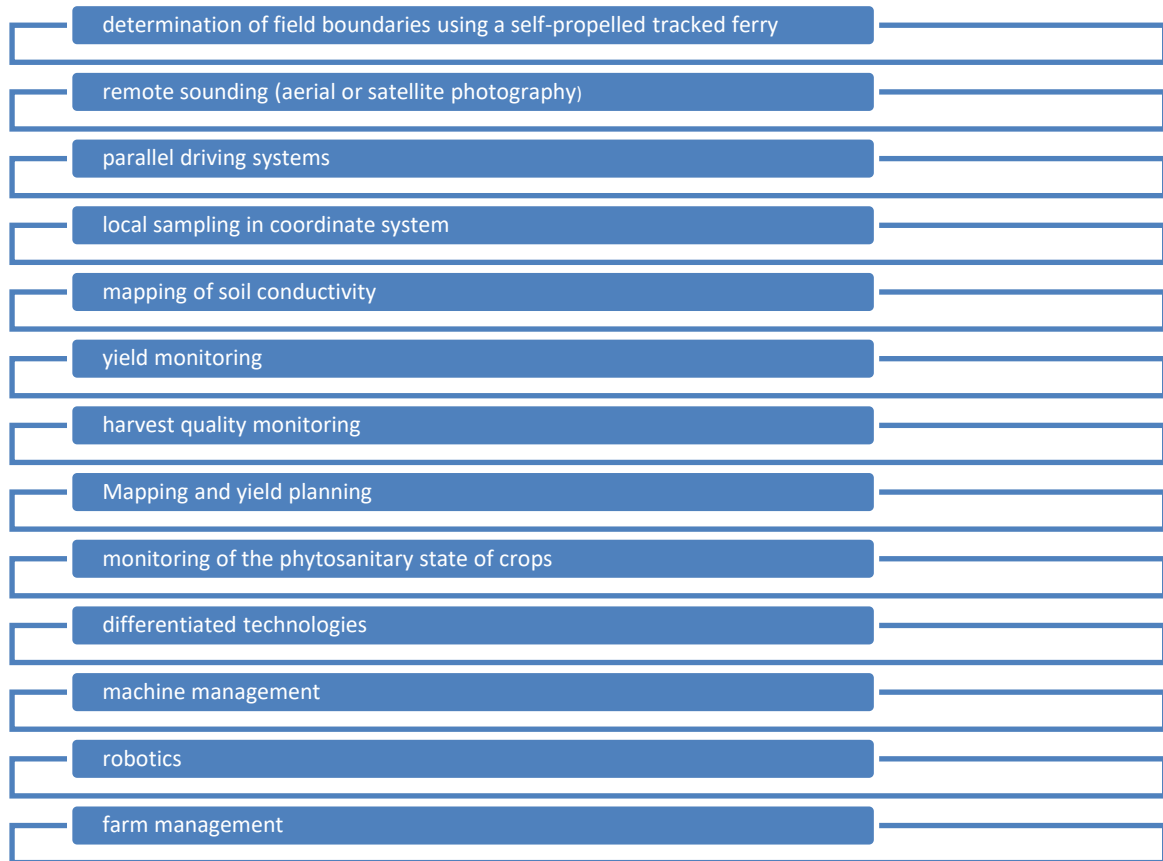 determination of field boundaries using a self-propelled tracked ferry
remote sounding (aerial or satellite photography)
parallel driving systems
local sampling in coordinate system
mapping of soil conductivity
yield monitoring
harvest quality monitoring
Mapping and yield planning
monitoring of the phytosanitary state of crops
differentiated technologies
machine management
robotics
farm management